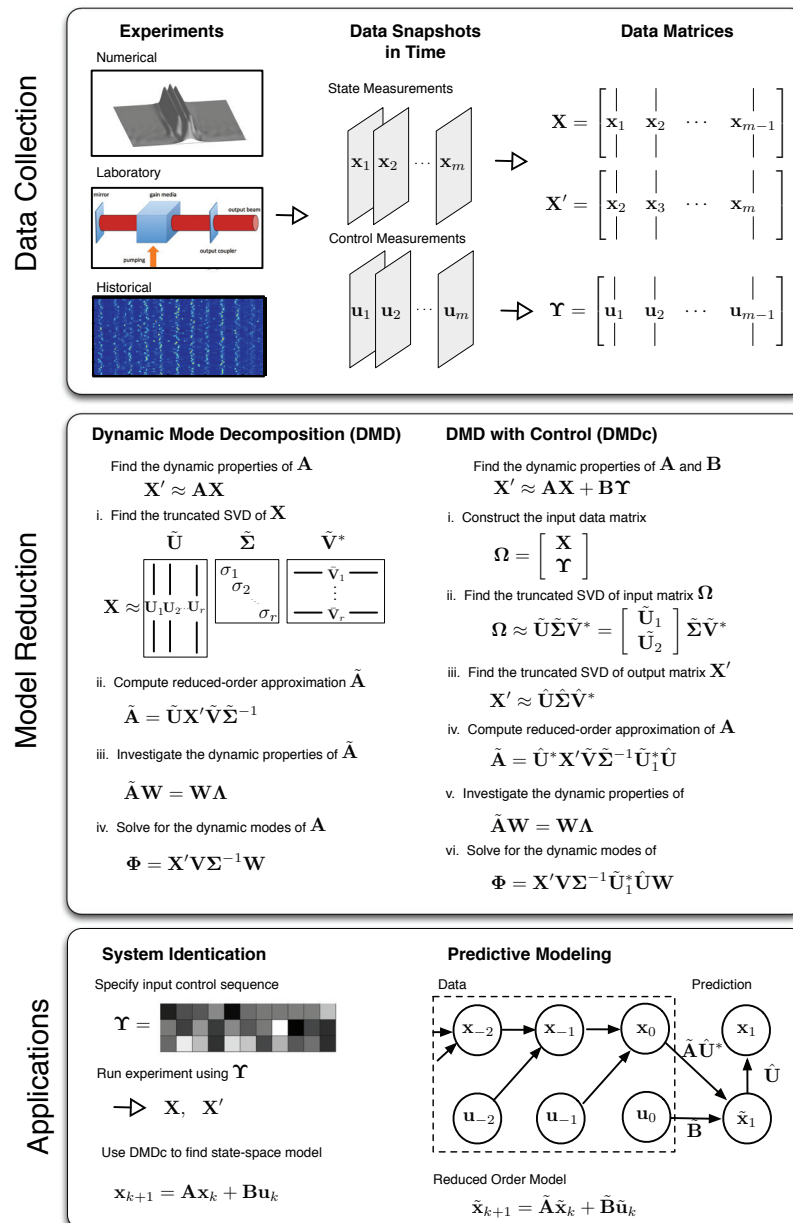 Data Collection
Experiments
Numerical
Laboratory
mirror
gain media
output beam
pumping
output coupler
Historical
Data Snapshots
in Time
State Measurements
x₁ x₂ ··· xₘ
Control Measurements
u₁ u₂ ··· uₘ
Data Matrices
X = [ x₁ x₂ ··· xₘ₋₁ ]
X′ = [ x₂ x₃ ··· xₘ ]
ϒ = [ u₁ u₂ ··· uₘ₋₁ ]
Model Reduction
Dynamic Mode Decomposition (DMD)
Find the dynamic properties of A
X′ ≈ AX
i. Find the truncated SVD of X
Ũ Σ̃ Ṽ*
X ≈ U₁ U₂ ··· Uᵣ
σ₁
σ₂
⋱
σᵣ
ṽ₁
⋮
ṽᵣ
ii. Compute reduced-order approximation Ã
Ã = ŨX′ṼΣ̃⁻¹
iii. Investigate the dynamic properties of Ã
ÃW = WΛ
iv. Solve for the dynamic modes of A
Φ = X′VΣ⁻¹W
DMD with Control (DMDc)
Find the dynamic properties of A and B
X′ ≈ AX + Bϒ
i. Construct the input data matrix
Ω = [ X
ϒ ]
ii. Find the truncated SVD of input matrix Ω
Ω ≈ ŨΣ̃Ṽ* = [ Ũ₁
Ũ₂ ] Σ̃Ṽ*
iii. Find the truncated SVD of output matrix X′
X′ ≈ ÛΣ̂V̂*
iv. Compute reduced-order approximation of A
Ã = Û*X′ṼΣ̃⁻¹Ũ₁*Û
v. Investigate the dynamic properties of
ÃW = WΛ
vi. Solve for the dynamic modes of
Φ = X′VΣ⁻¹Ũ₁*ÛW
Applications
System Identication
Specify input control sequence
ϒ =
Run experiment using ϒ
X, X′
Use DMDc to find state-space model
xₖ₊₁ = Axₖ + Buₖ
Predictive Modeling
Data
Prediction
x₋₂ x₋₁ x₀ x₁
ÃÛ*
Û
u₋₂ u₋₁ u₀ x̃₁
B̃
Reduced Order Model
x̃ₖ₊₁ = Ãx̃ₖ + B̃ũₖ